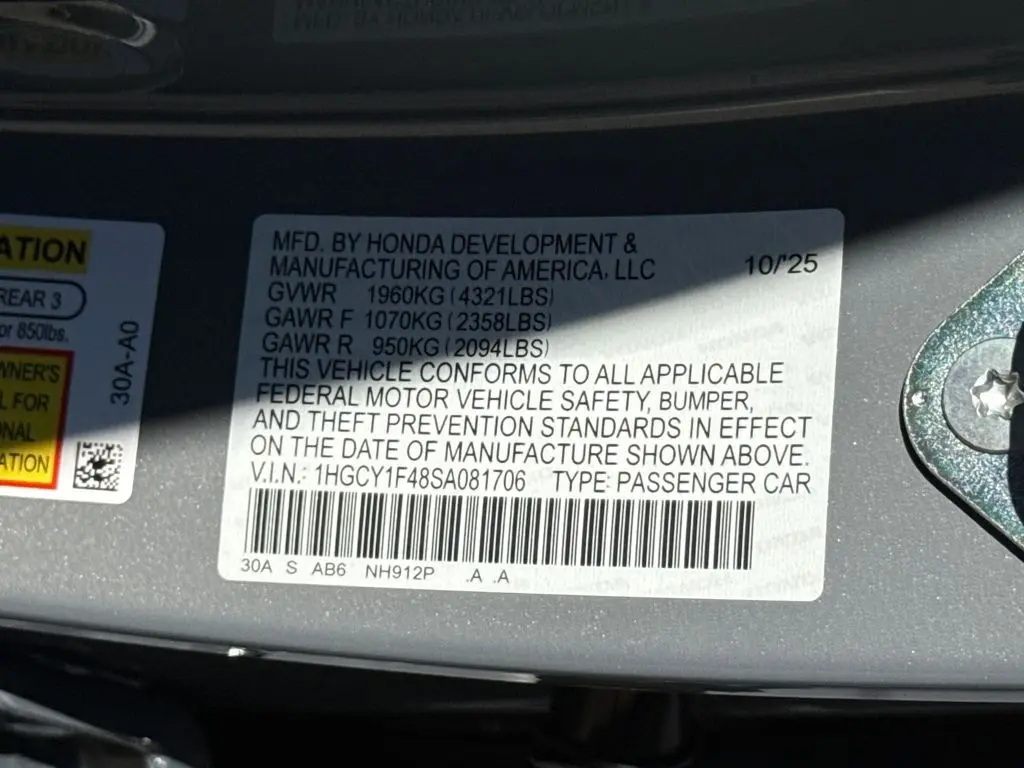 ATION
REAR 3
or 850lbs.
WNER'S
L FOR
ONAL
ATION
30A-A0
MFD. BY HONDA DEVELOPMENT &
MANUFACTURING OF AMERICA, LLC 10/'25
GVWR 1960KG (4321LBS)
GAWR F 1070KG (2358LBS)
GAWR R 950KG (2094LBS)
THIS VEHICLE CONFORMS TO ALL APPLICABLE
FEDERAL MOTOR VEHICLE SAFETY, BUMPER,
AND THEFT PREVENTION STANDARDS IN EFFECT
ON THE DATE OF MANUFACTURE SHOWN ABOVE.
V.I.N.: 1HGCY1F48SA081706 TYPE: PASSENGER CAR
30A S AB6 NH912P .A .A